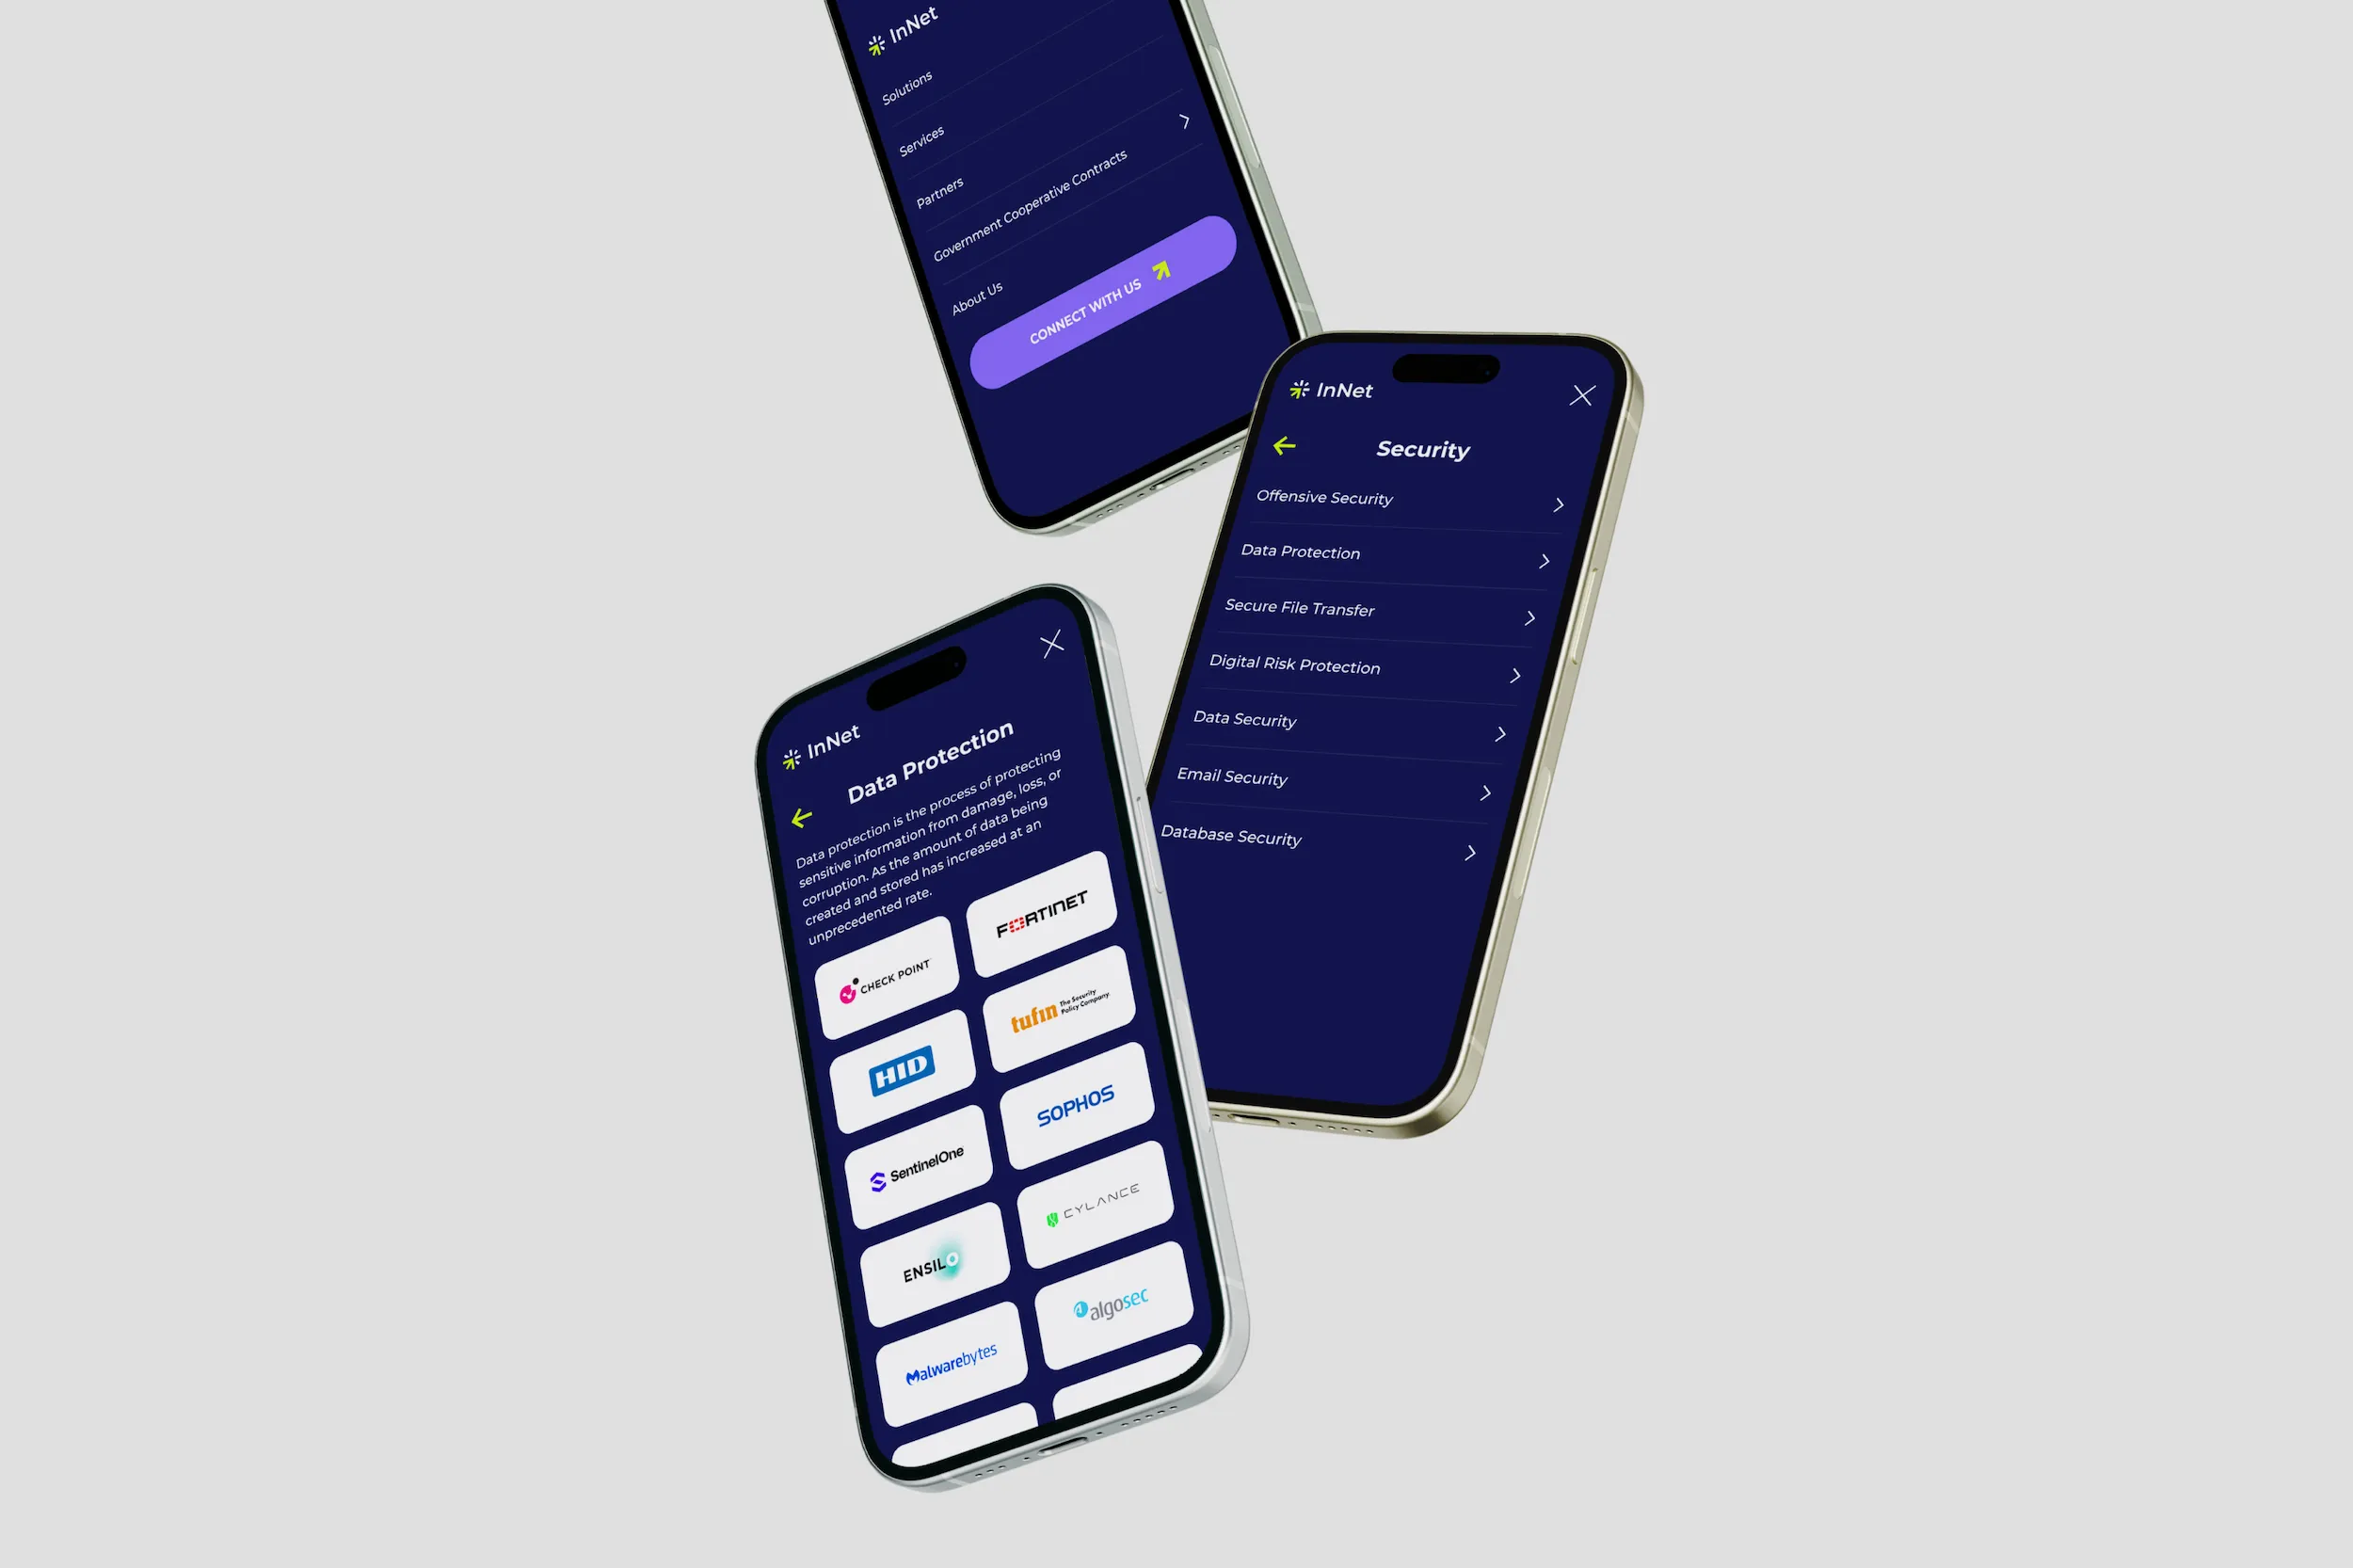 InNet
Solutions
Services
Partners
Government Cooperative Contracts
About Us
CONNECT WITH US
InNet
Security
Offensive Security
Data Protection
Secure File Transfer
Digital Risk Protection
Data Security
Email Security
Database Security
InNet
Data Protection
Data protection is the process of protecting
sensitive information from damage, loss, or
corruption. As the amount of data being
created and stored has increased at an
unprecedented rate.
CHECK POINT
FORTINET
HID
tufin The Security
Policy Company
SentinelOne
SOPHOS
ENSILO
CYLANCE
Malwarebytes
algosec